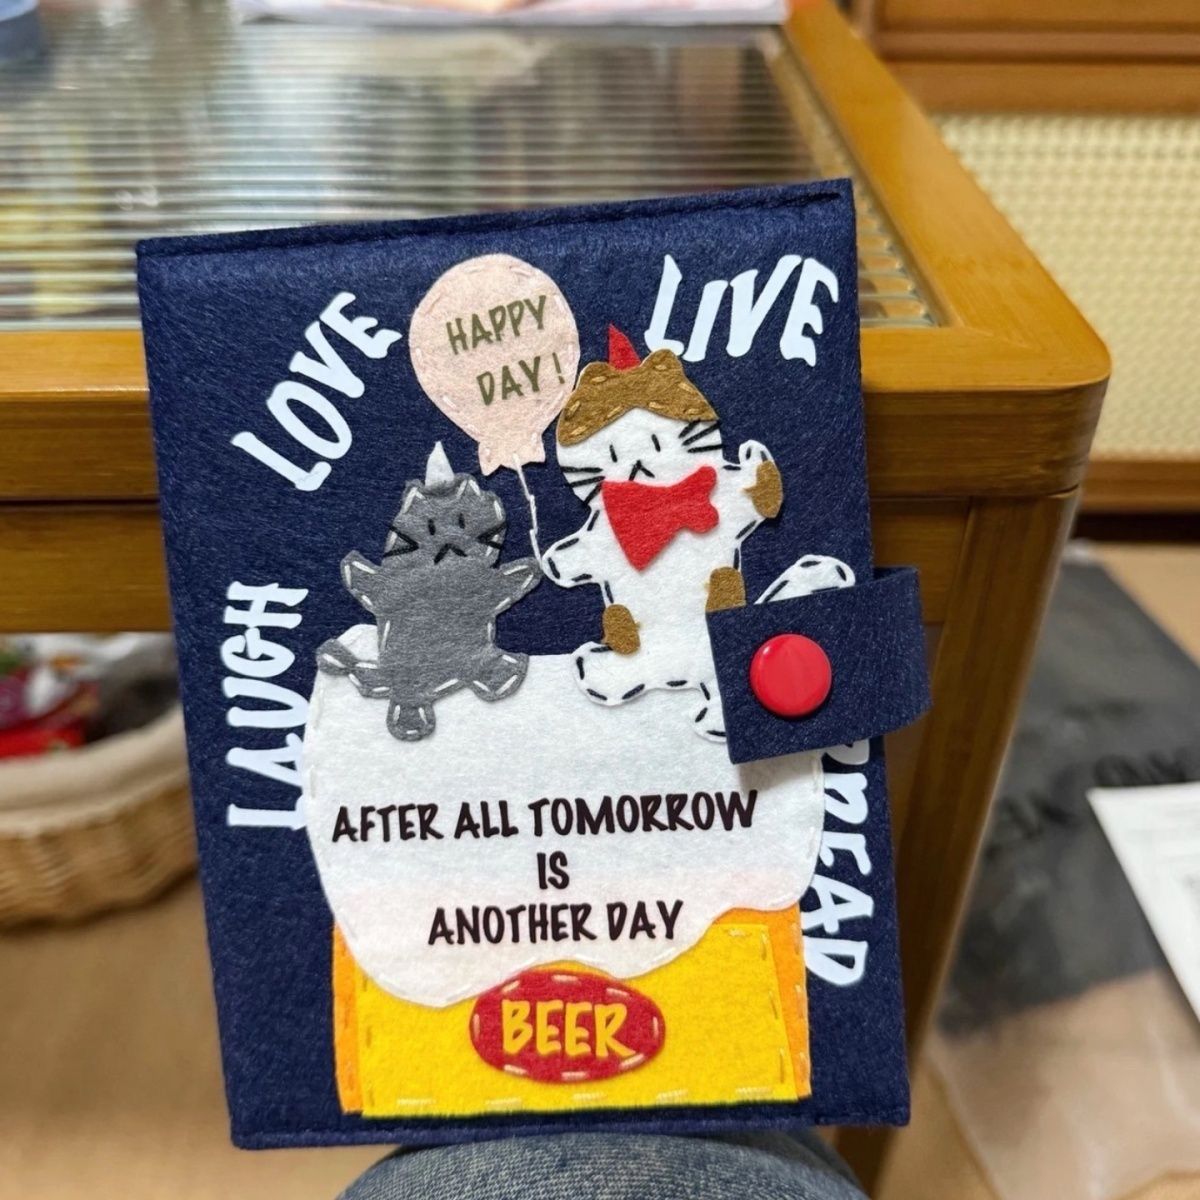 LOVE
LIVE
HAPPY
DAY!
LAUGH
AFTER ALL TOMORROW
IS
ANOTHER DAY
BEER